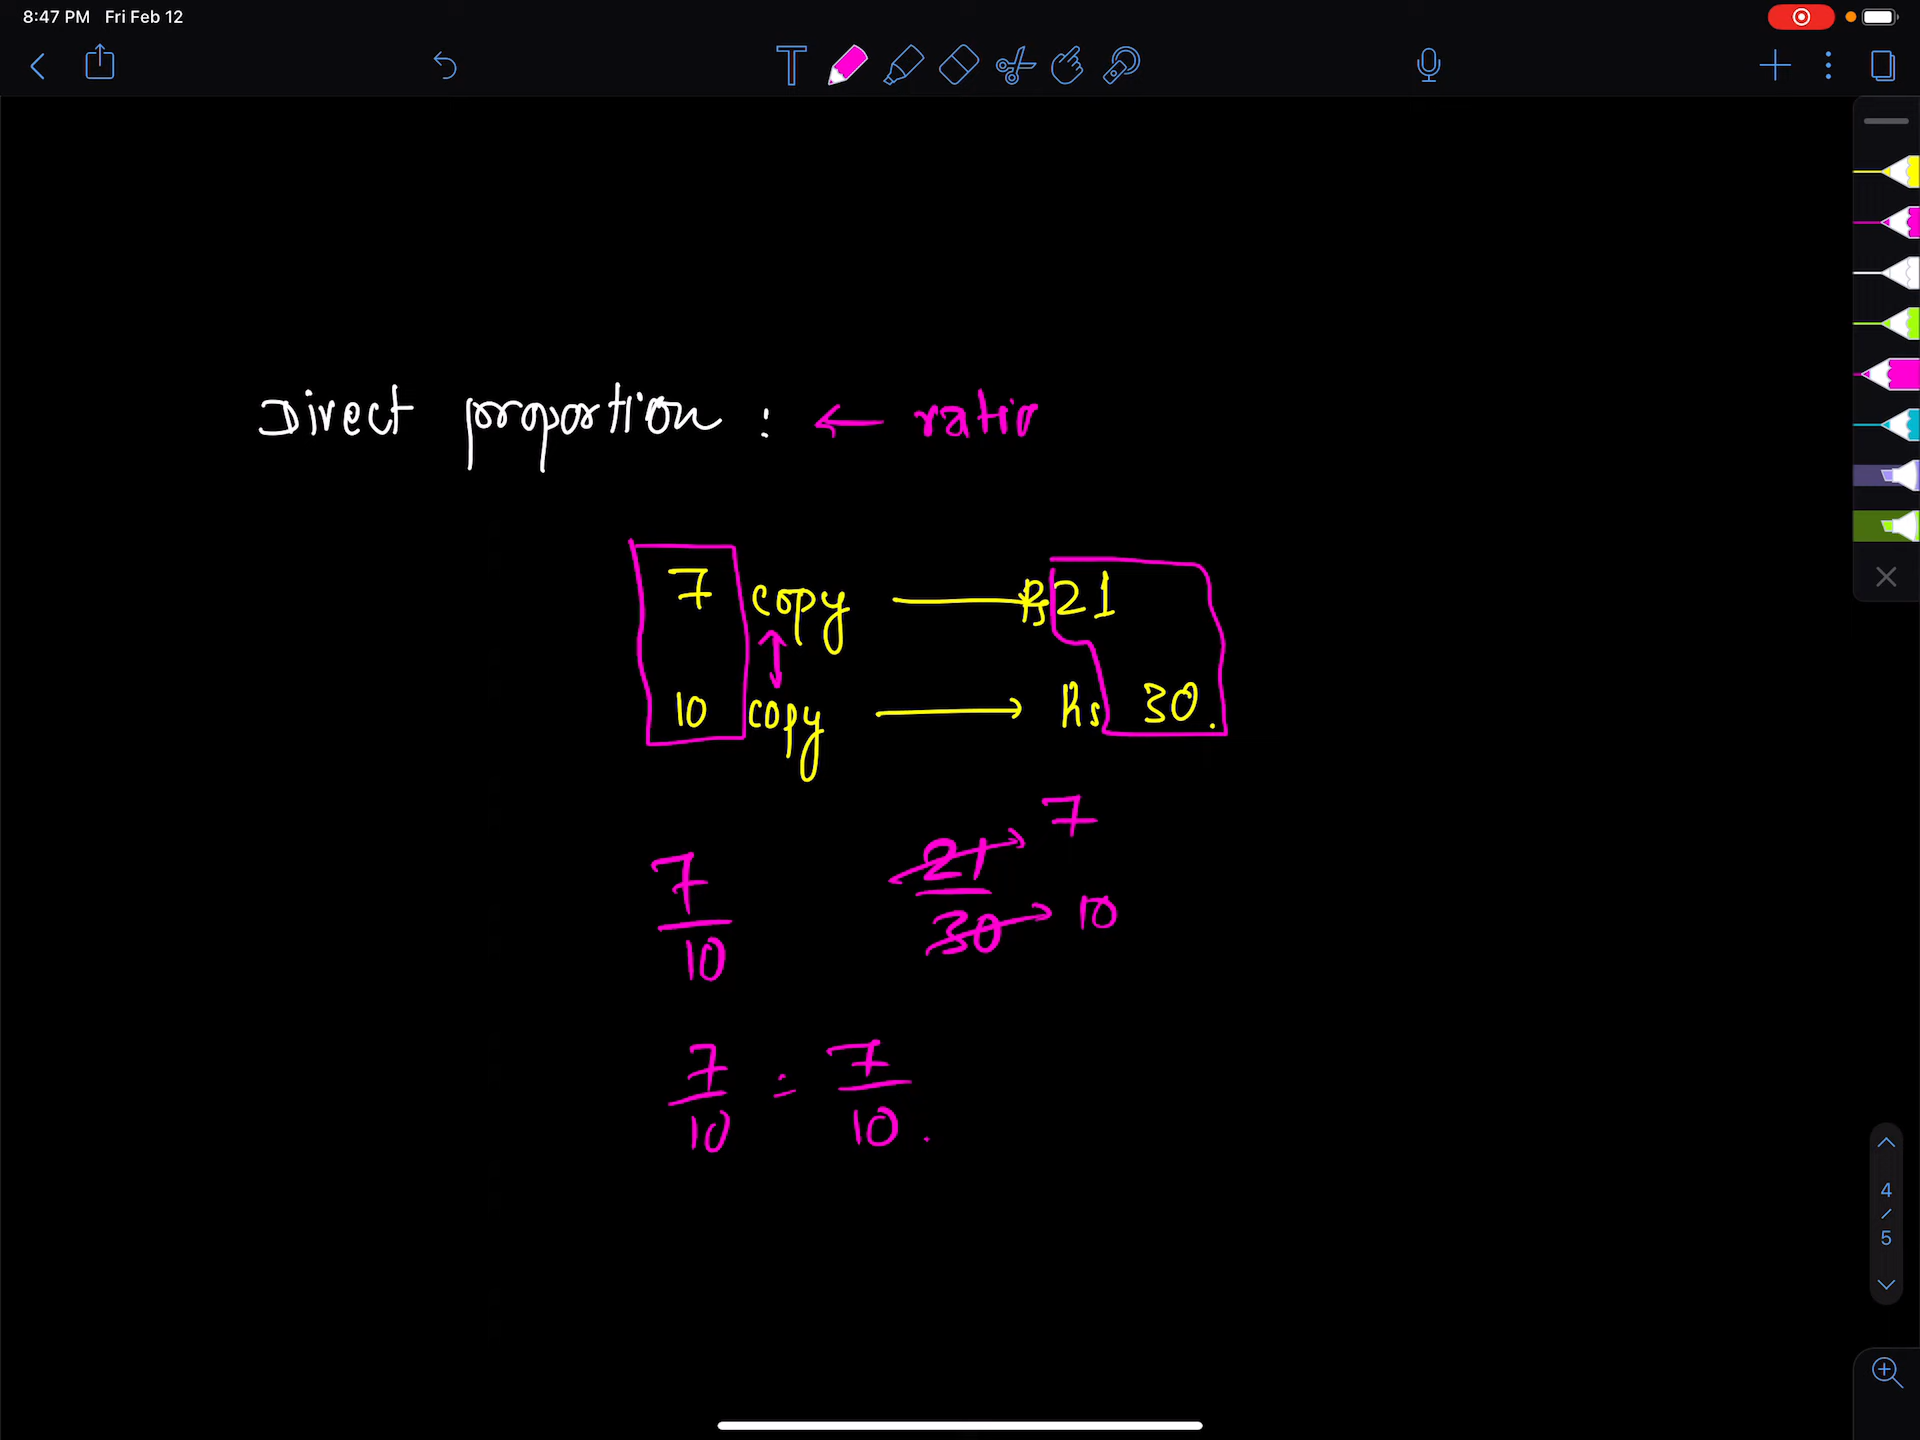 8:47 PM Fri Feb 12
Direct proportion : ← ratio
7 copy → Rs 21
10 copy → Rs 30.
7/10 21/30 7
10
7/10 = 7/10.
4
/
5